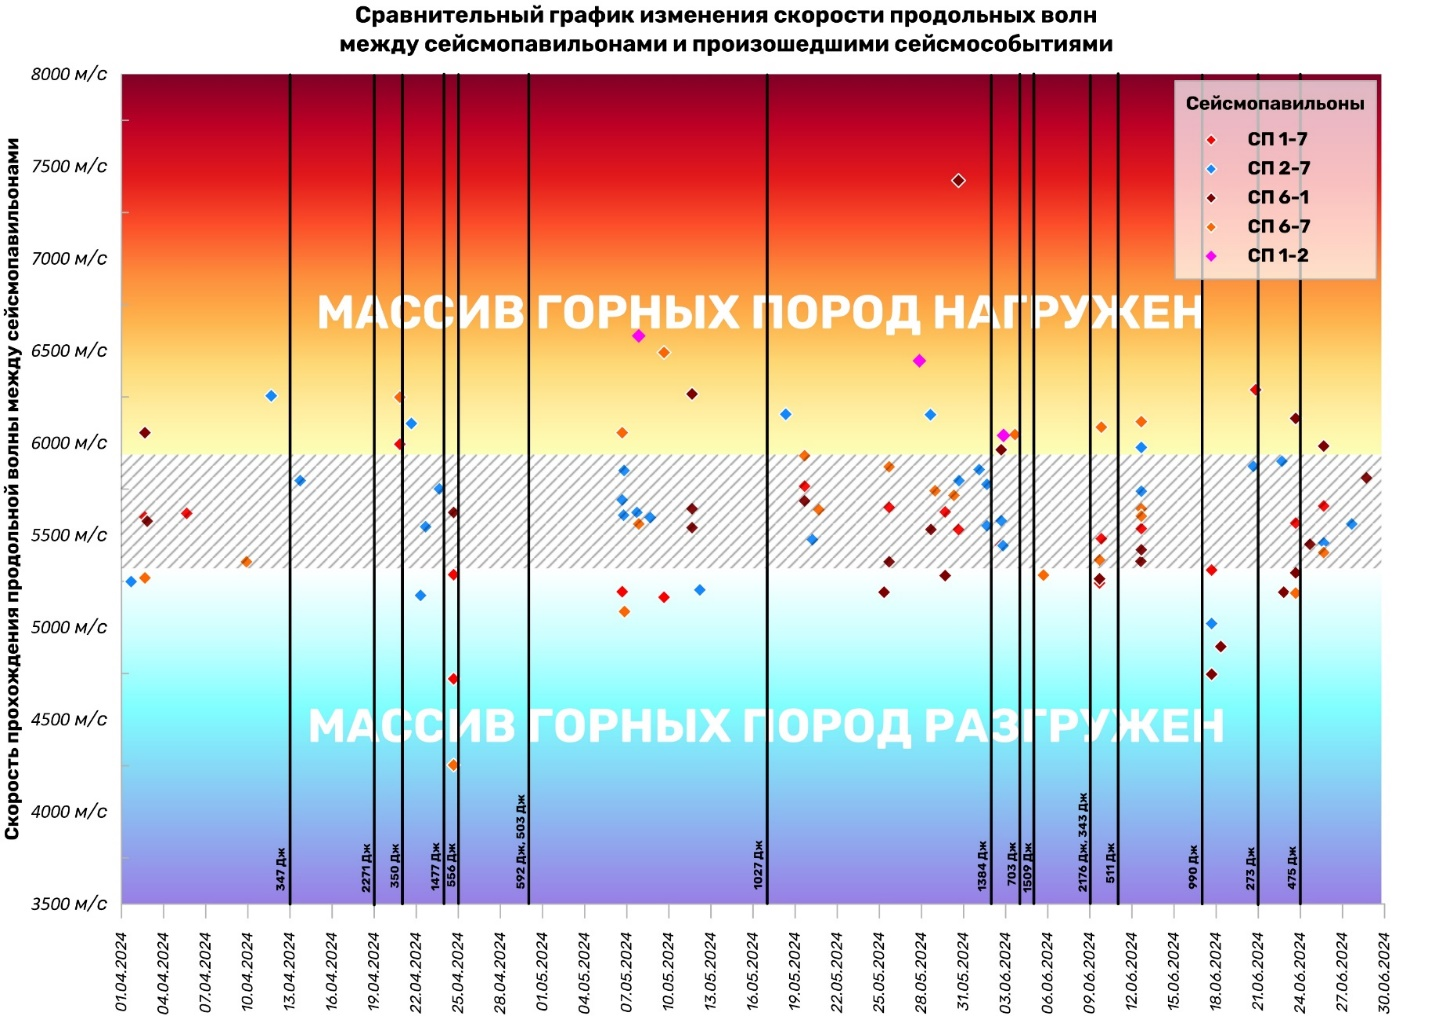 Сравнительный график изменения скорости продольных волн
между сейсмопавильонами и произошедшими сейсмособытиями
Скорость прохождения продольной волны между сейсмопавильонами
8000 м/с
7500 м/с
7000 м/с
6500 м/с
6000 м/с
5500 м/с
5000 м/с
4500 м/с
4000 м/с
3500 м/с
Сейсмопавильоны
СП 1-7
СП 2-7
СП 6-1
СП 6-7
СП 1-2
МАССИВ ГОРНЫХ ПОРОД НАГРУЖЕН
МАССИВ ГОРНЫХ ПОРОД РАЗГРУЖЕН
347 Дж
2271 Дж
350 Дж
1477 Дж
556 Дж
592 Дж, 503 Дж
1027 Дж
1384 Дж
703 Дж
1509 Дж
2176 Дж, 343 Дж
511 Дж
990 Дж
273 Дж
475 Дж
01.04.2024
04.04.2024
07.04.2024
10.04.2024
13.04.2024
16.04.2024
19.04.2024
22.04.2024
25.04.2024
28.04.2024
01.05.2024
04.05.2024
07.05.2024
10.05.2024
13.05.2024
16.05.2024
19.05.2024
22.05.2024
25.05.2024
28.05.2024
31.05.2024
03.06.2024
06.06.2024
09.06.2024
12.06.2024
15.06.2024
18.06.2024
21.06.2024
24.06.2024
27.06.2024
30.06.2024